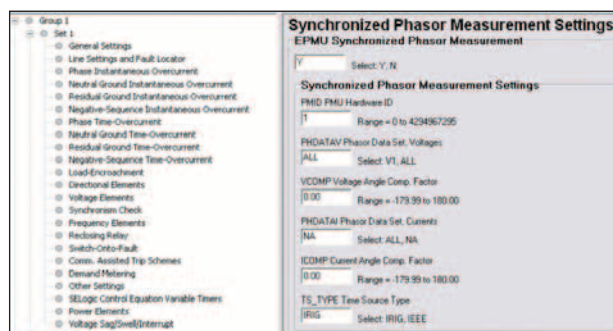 Group 1
Set 1
General Settings
Line Settings and Fault Locator
Phase Instantaneous Overcurrent
Neutral Ground Instantaneous Overcurrent
Residual Ground Instantaneous Overcurrent
Negative-Sequence Instantaneous Overcurrent
Phase Time-Overcurrent
Neutral Ground Time-Overcurrent
Residual Ground Time-Overcurrent
Negative-Sequence Time-Overcurrent
Load-Encroachment
Directional Elements
Voltage Elements
Synchronism Check
Frequency Elements
Reclosing Relay
Switch-Onto-Fault
Comm. Assisted Trip Schemes
Demand Metering
Other Settings
SELogic Control Equation Variable Timers
Power Elements
Voltage Sag/Swell/Interrupt
Synchronized Phasor Measurement Settings
EPMU Synchronized Phasor Measurement
Y Select: Y, N
Synchronized Phasor Measurement Settings
PMID PMU Hardware ID
1 Range = 0 to 4294967295
PHDATAV Phasor Data Set, Voltages
ALL Select: V1, ALL
VCOMP Voltage Angle Comp. Factor
0.00 Range = -179.99 to 180.00
PHDATAI Phasor Data Set, Currents
NA Select: ALL, NA
ICOMP Current Angle Comp. Factor
0.00 Range = -179.99 to 180.00
TS_TYPE Time Source Type
IRIG Select: IRIG, IEEE